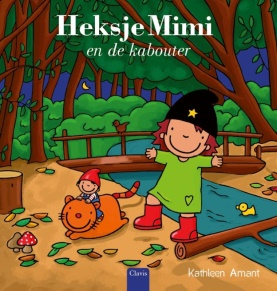 Heksje Mimi
en de kabouter
Kathleen Amant
Clavis